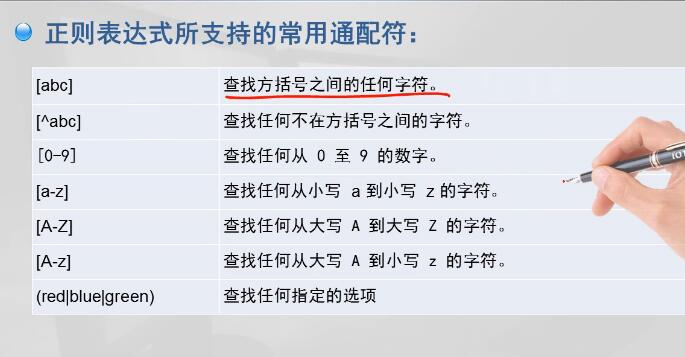 正则表达式所支持的常用通配符：
[abc] 查找方括号之间的任何字符。
[^abc] 查找任何不在方括号之间的字符。
[0-9] 查找任何从 0 至 9 的数字。
[a-z] 查找任何从小写 a 到小写 z 的字符。
[A-Z] 查找任何从大写 A 到大写 Z 的字符。
[A-z] 查找任何从大写 A 到小写 z 的字符。
(red|blue|green) 查找任何指定的选项